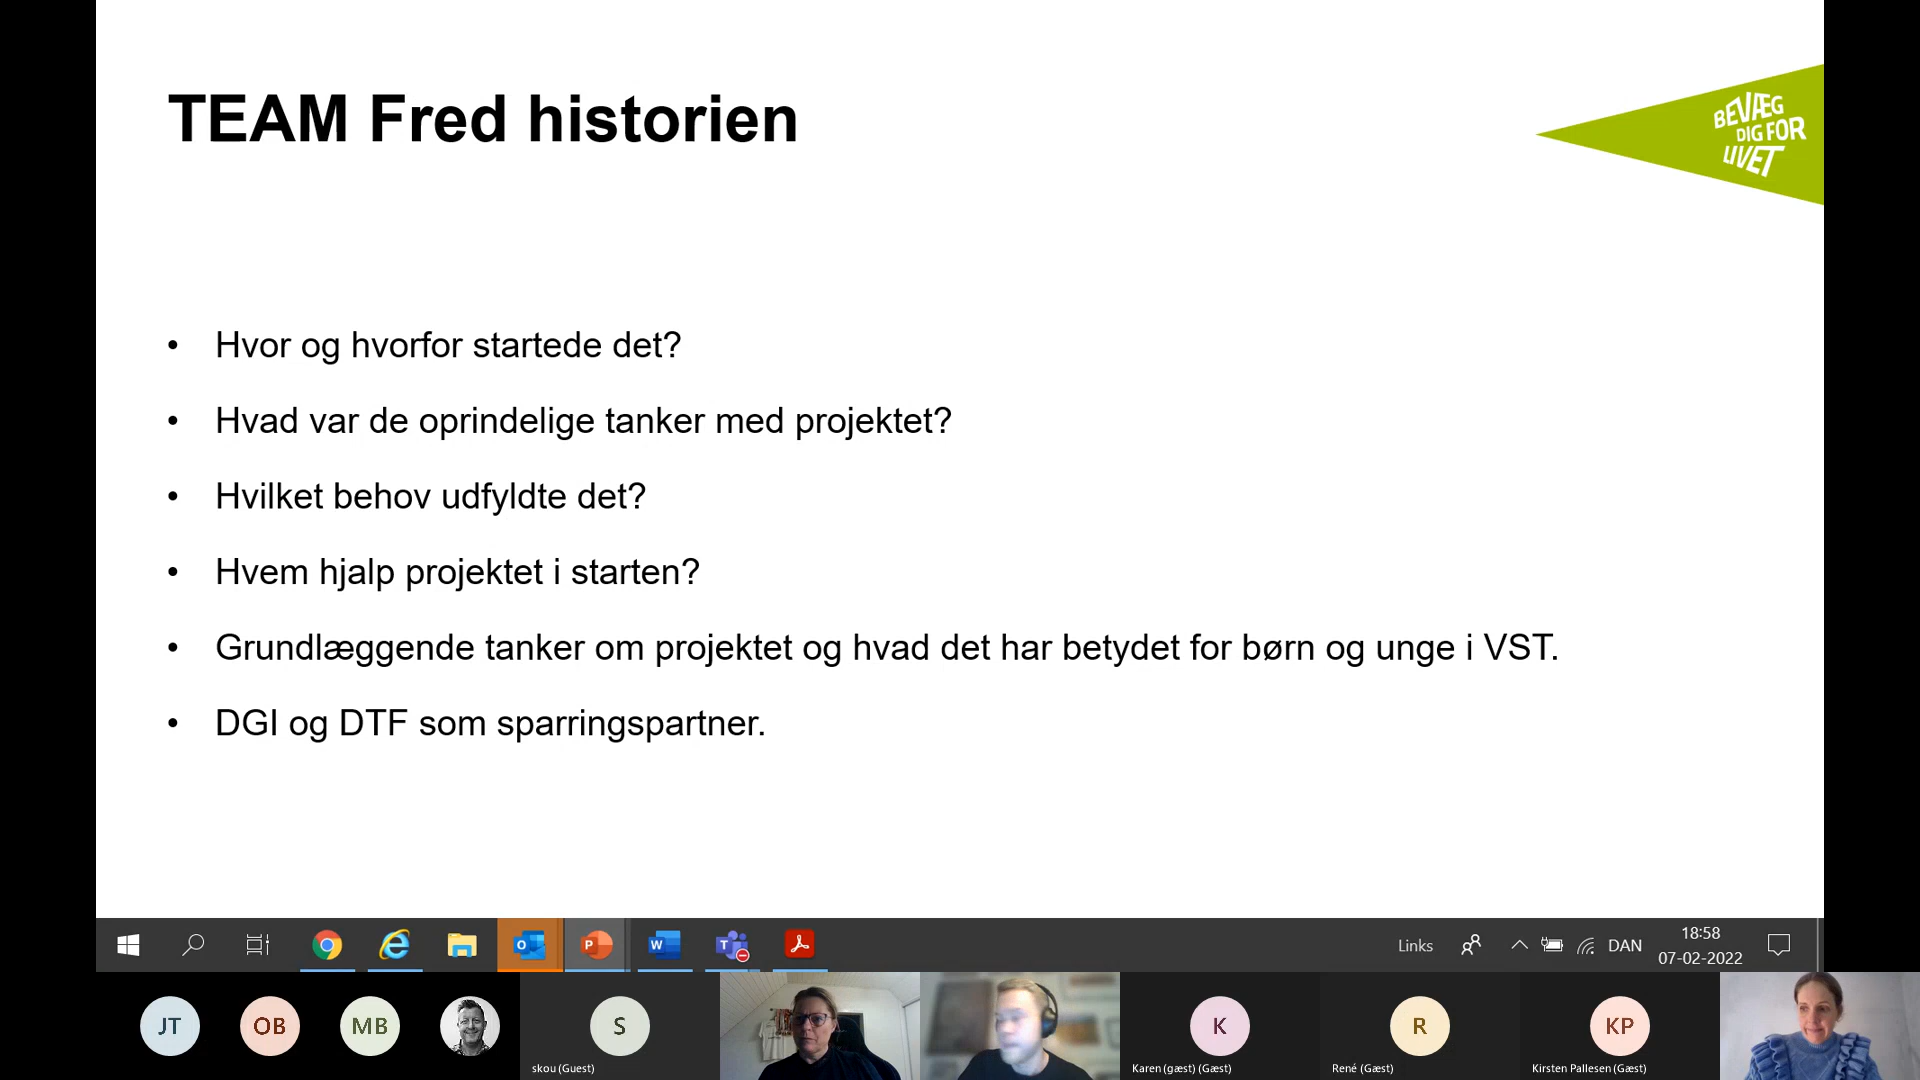 TEAM Fred historien
BEVÆG
DIG FOR
LIVET
• Hvor og hvorfor startede det?
• Hvad var de oprindelige tanker med projektet?
• Hvilket behov udfyldte det?
• Hvem hjalp projektet i starten?
• Grundlæggende tanker om projektet og hvad det har betydet for børn og unge i VST.
• DGI og DTF som sparringspartner.
Links
DAN
18:58
07-02-2022
JT
OB
MB
S
skou (Guest)
K
Karen (gæst) (Gæst)
R
René (Gæst)
KP
Kirsten Pallesen (Gæst)